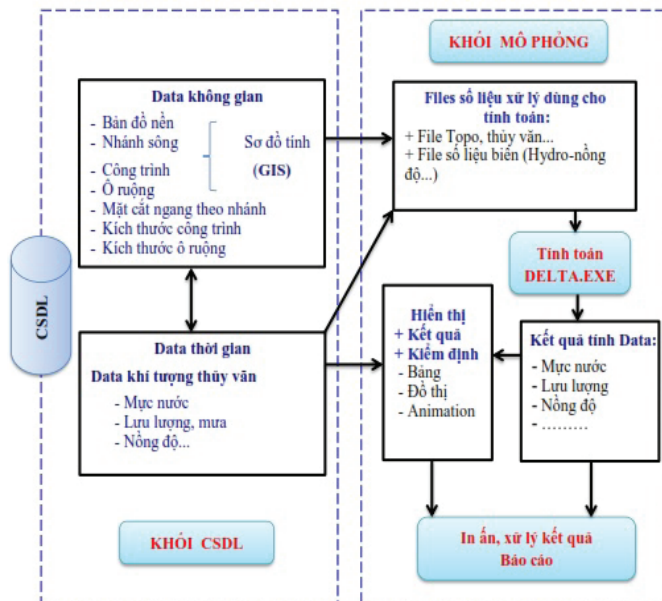 CSDL
Data không gian
- Bản đồ nền
- Nhánh sông
- Công trình
- Ô ruộng
Sơ đồ tính
(GIS)
- Mặt cắt ngang theo nhánh
- Kích thước công trình
- Kích thước ô ruộng
Data thời gian
Data khí tượng thủy văn
- Mực nước
- Lưu lượng, mưa
- Nồng độ...
KHỐI CSDL
KHỐI MÔ PHỎNG
Files số liệu xử lý dùng cho
tính toán:
+ File Topo, thủy văn...
+ File số liệu biên (Hydro-nồng
độ...)
Tính toán
DELTA.EXE
Hiển thị
+ Kết quả
+ Kiểm định
- Bảng
- Đồ thị
- Animation
Kết quả tính Data:
- Mực nước
- Lưu lượng
- Nồng độ
- .........
In ấn, xử lý kết quả
Báo cáo